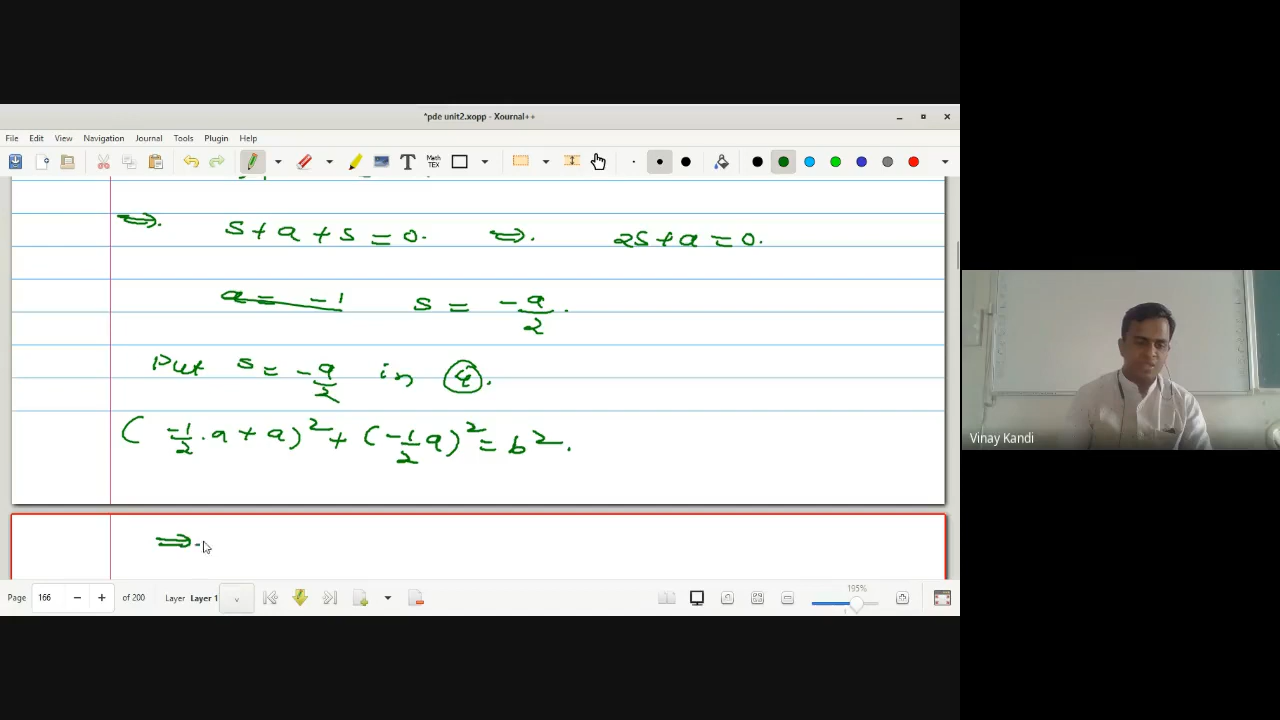 ^pde unit2.xopp - Xournal++
File Edit View Navigation Journal Tools Plugin Help
⇒. s + a + s = 0. ⇒. 2s + a = 0.
a = -1 s = -a/2.
Put s = -a/2 in ④.
(-1/2 . a + a)² + (-1/2 a)² = b².
⇒
Page 166 of 200 Layer Layer 1 195%
Vinay Kandi